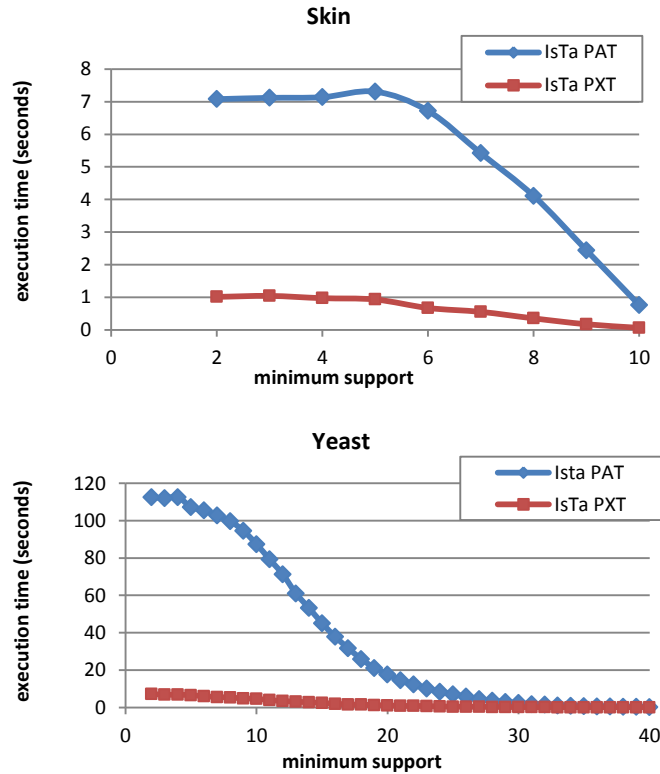 Skin
IsTa PAT
IsTa PXT
execution time (seconds)
8
7
6
5
4
3
2
1
0
0 2 4 6 8 10
minimum support
Yeast
Ista PAT
IsTa PXT
execution time (seconds)
120
100
80
60
40
20
0
0 10 20 30 40
minimum support